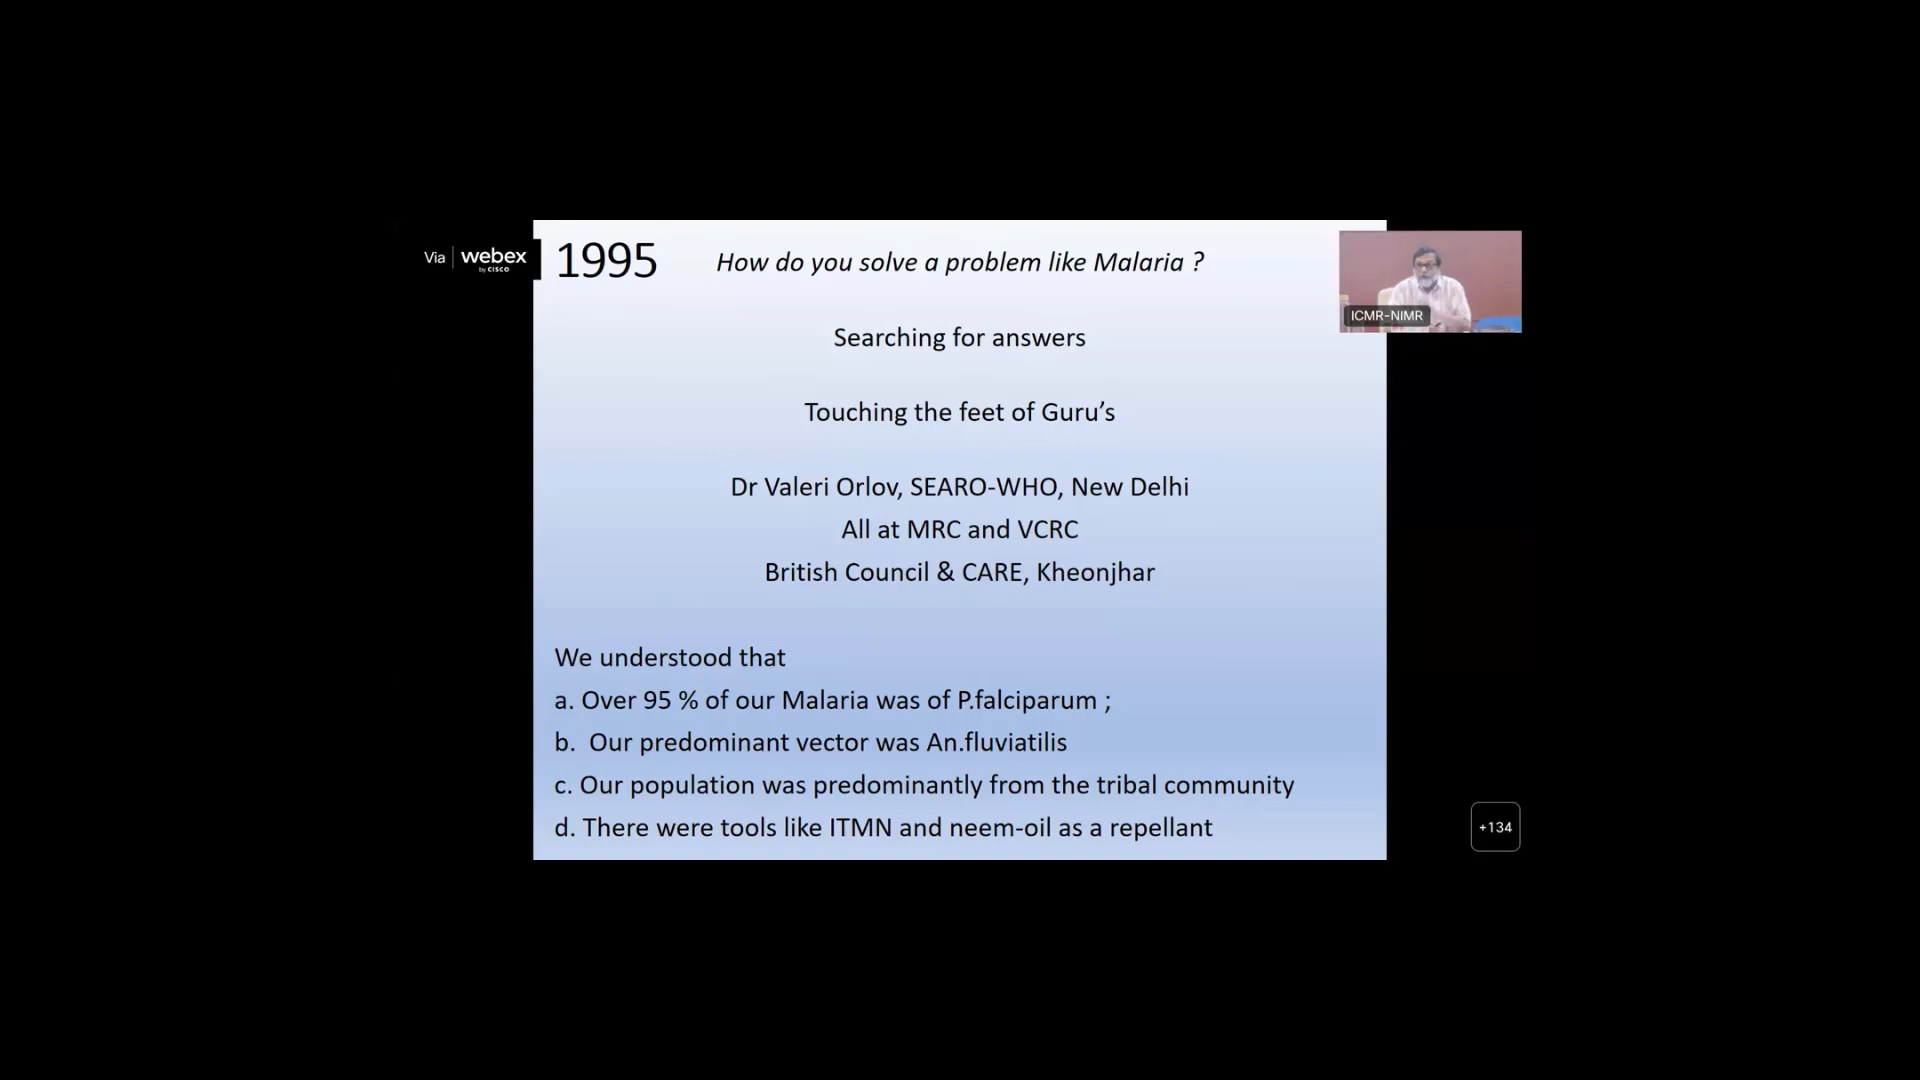 Via webex
by CISCO
1995
How do you solve a problem like Malaria ?
ICMR-NIMR
Searching for answers
Touching the feet of Guru’s
Dr Valeri Orlov, SEARO-WHO, New Delhi
All at MRC and VCRC
British Council & CARE, Kheonjhar
We understood that
a. Over 95 % of our Malaria was of P.falciparum ;
b. Our predominant vector was An.fluviatilis
c. Our population was predominantly from the tribal community
d. There were tools like ITMN and neem-oil as a repellant
+134